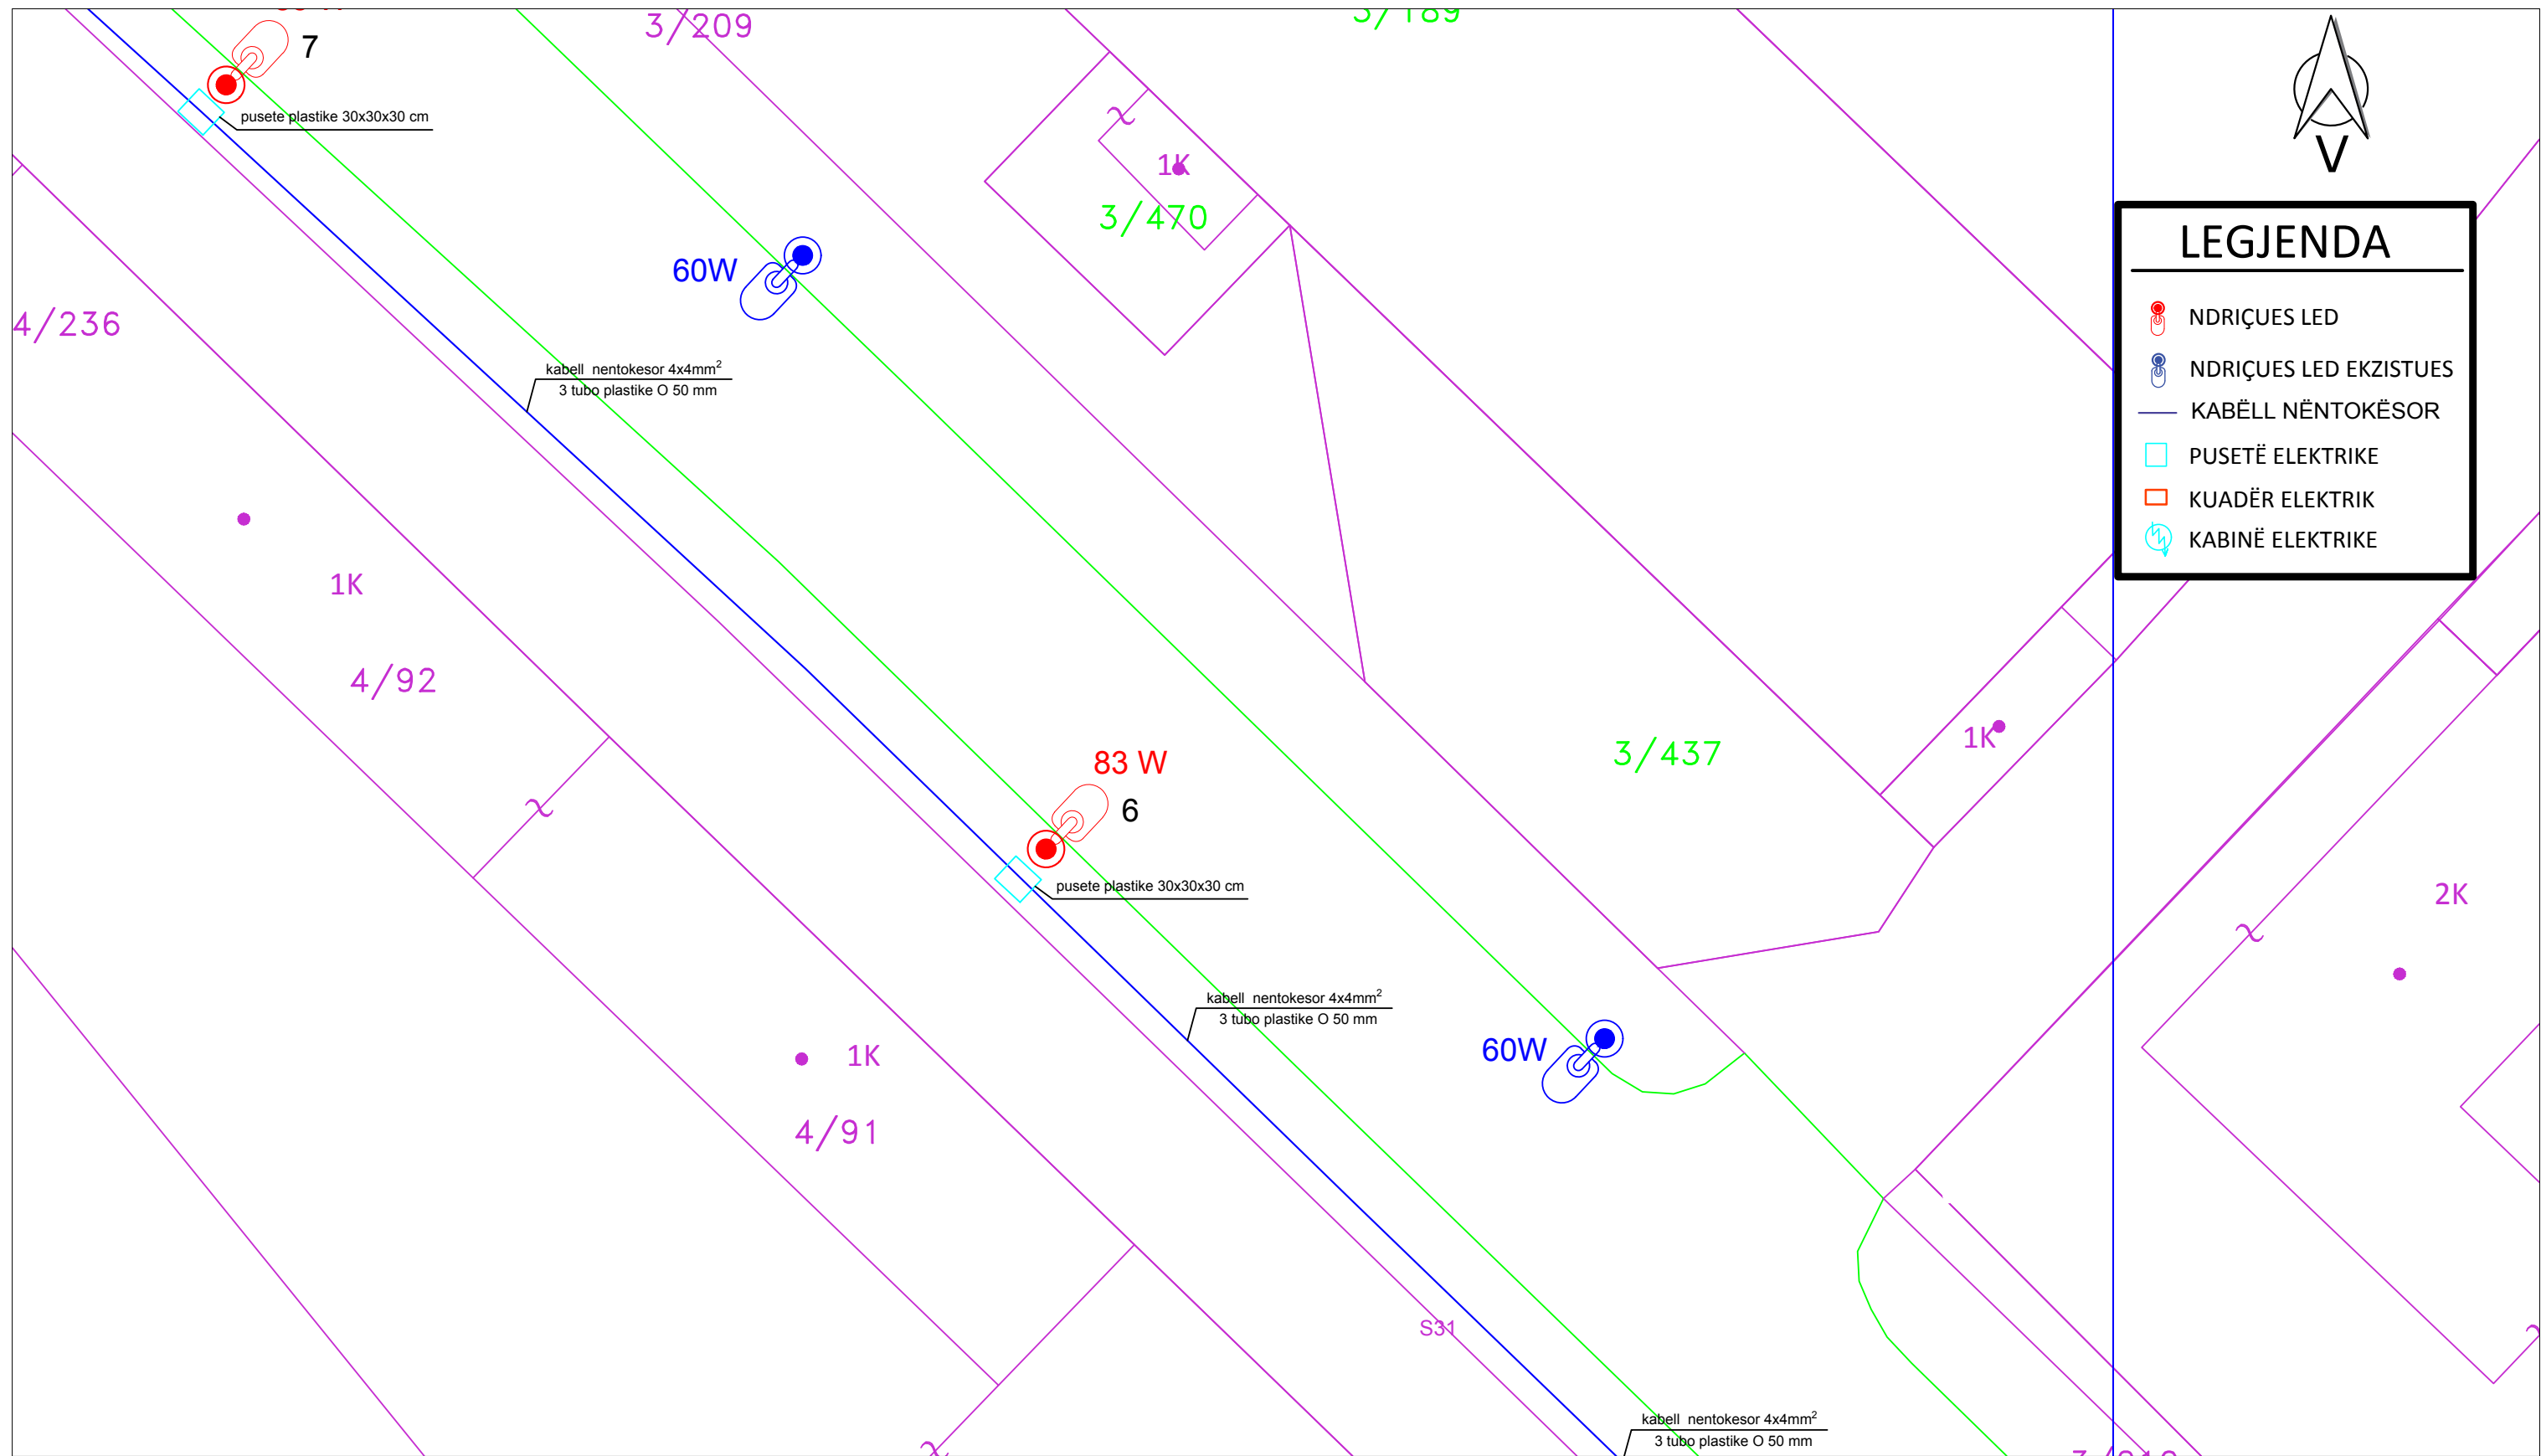 3/209
7
pusete plastike 30x30x30 cm
V
1K
3/470
60W
4/236
LEGJENDA
NDRIÇUES LED
NDRIÇUES LED EKZISTUES
KABËLL NËNTOKËSOR
PUSETË ELEKTRIKE
KUADËR ELEKTRIK
KABINË ELEKTRIKE
kabell nentokesor 4x4mm²
3 tubo plastike O 50 mm
1K
4/92
3/437
1K
83 W
6
pusete plastike 30x30x30 cm
2K
kabell nentokesor 4x4mm²
3 tubo plastike O 50 mm
60W
1K
4/91
S31
kabell nentokesor 4x4mm²
3 tubo plastike O 50 mm